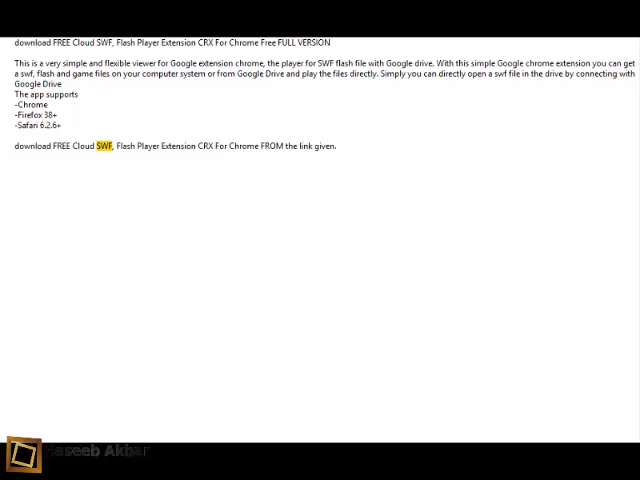 download FREE Cloud SWF, Flash Player Extension CRX For Chrome Free FULL VERSION
This is a very simple and flexible viewer for Google extension chrome, the player for SWF flash file with Google drive. With this simple Google chrome extension you can get
a swf, flash and game files on your computer system or from Google Drive and play the files directly. Simply you can directly open a swf file in the drive by connecting with
Google Drive
The app supports
-Chrome
-Firefox 38+
-Safari 6.2.6+
download FREE Cloud SWF, Flash Player Extension CRX For Chrome FROM the link given.
Haseeb Akbar